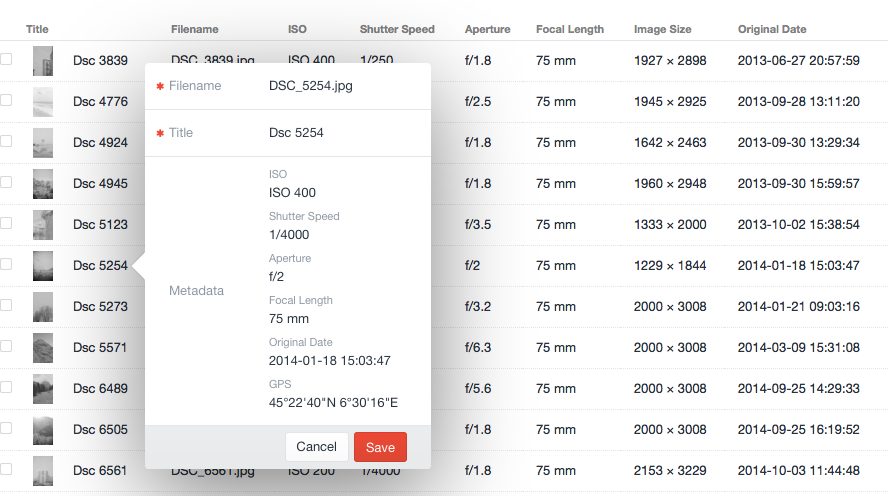 Title Filename ISO Shutter Speed Aperture Focal Length Image Size Original Date
Dsc 3839 DSC_3839.jpg ISO 400 1/250 f/1.8 75 mm 1927 × 2898 2013-06-27 20:57:59
Dsc 4776 f/2.5 75 mm 1945 × 2925 2013-09-28 13:11:20
Dsc 4924 f/1.8 75 mm 1642 × 2463 2013-09-30 13:29:34
Dsc 4945 f/1.8 75 mm 1960 × 2948 2013-09-30 15:59:57
Dsc 5123 f/3.5 75 mm 1333 × 2000 2013-10-02 15:38:54
Dsc 5254 f/2 75 mm 1229 × 1844 2014-01-18 15:03:47
Dsc 5273 f/3.2 75 mm 2000 × 3008 2014-01-21 09:03:16
Dsc 5571 f/6.3 75 mm 2000 × 3008 2014-03-09 15:31:08
Dsc 6489 f/5.6 75 mm 2000 × 3008 2014-09-25 14:29:33
Dsc 6505 f/1.8 75 mm 2000 × 3008 2014-09-25 16:19:52
Dsc 6561 DSC_6561.jpg ISO 200 1/4000 f/1.8 75 mm 2153 × 3229 2014-10-03 11:44:48
✱ Filename DSC_5254.jpg
✱ Title Dsc 5254
Metadata
ISO
ISO 400
Shutter Speed
1/4000
Aperture
f/2
Focal Length
75 mm
Original Date
2014-01-18 15:03:47
GPS
45°22'40"N 6°30'16"E
Cancel Save